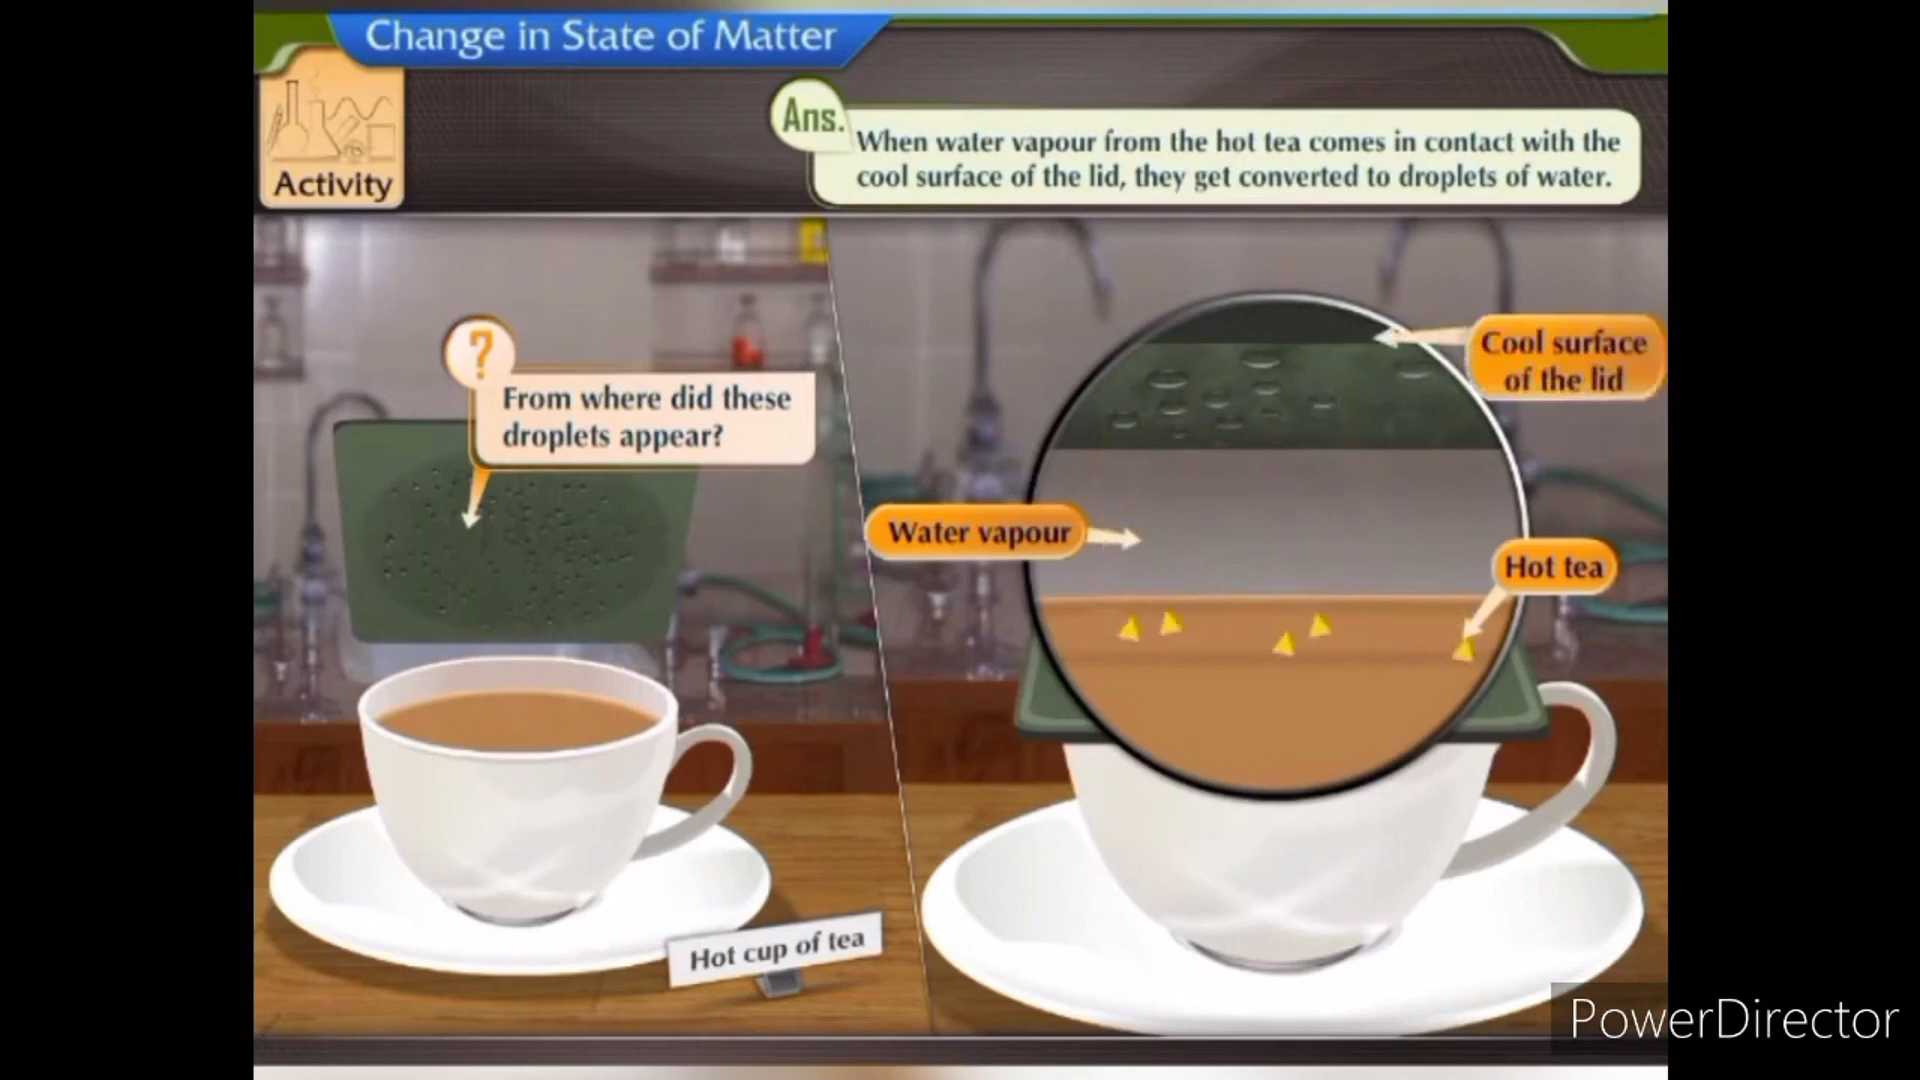 Change in State of Matter
Activity
Ans.
When water vapour from the hot tea comes in contact with the
cool surface of the lid, they get converted to droplets of water.
?
From where did these
droplets appear?
Cool surface
of the lid
Water vapour
Hot tea
Hot cup of tea
PowerDirector